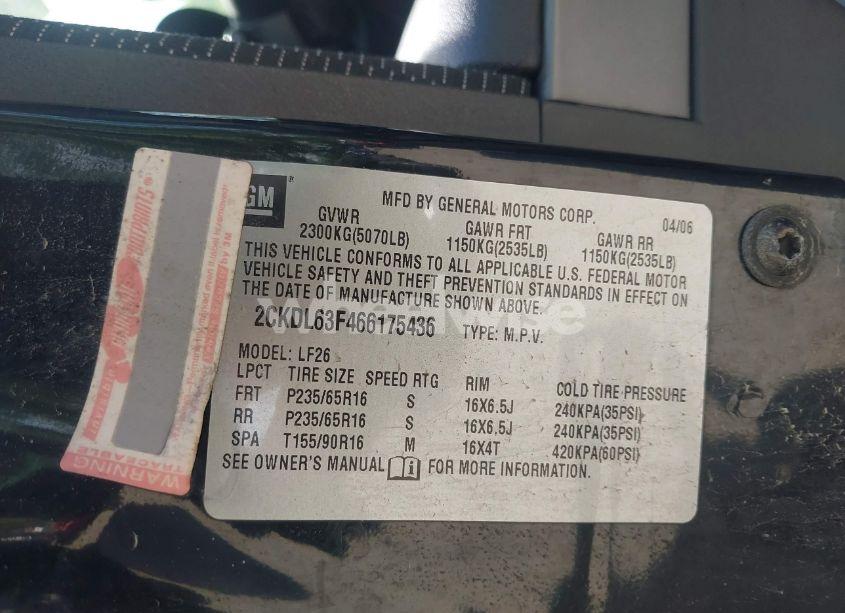 GM ®
MFD BY GENERAL MOTORS CORP. 04/06
GVWR GAWR FRT GAWR RR
2300KG(5070LB) 1150KG(2535LB) 1150KG(2535LB)
THIS VEHICLE CONFORMS TO ALL APPLICABLE U.S. FEDERAL MOTOR
VEHICLE SAFETY AND THEFT PREVENTION STANDARDS IN EFFECT ON
THE DATE OF MANUFACTURE SHOWN ABOVE.
2CKDL63F466175436 TYPE: M.P.V.
MODEL: LF26
LPCT TIRE SIZE SPEED RTG RIM COLD TIRE PRESSURE
FRT P235/65R16 S 16X6.5J 240KPA(35PSI)
RR P235/65R16 S 16X6.5J 240KPA(35PSI)
SPA T155/90R16 M 16X4T 420KPA(60PSI)
SEE OWNER'S MANUAL FOR MORE INFORMATION.
WARNING
TRACEABLE
by 3M